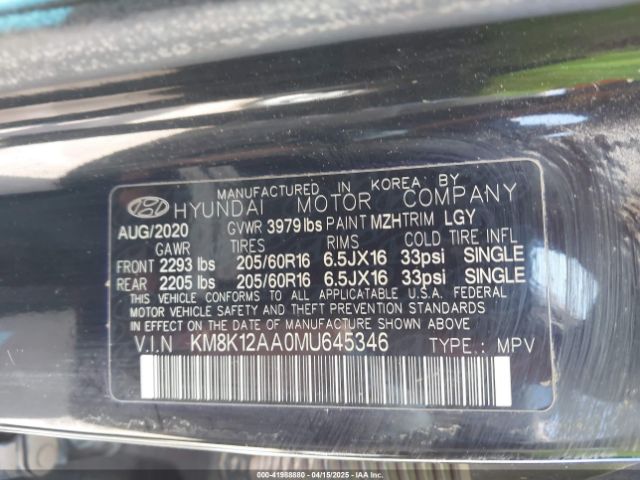 MANUFACTURED IN KOREA BY
HYUNDAI MOTOR COMPANY
AUG/2020 GVWR 3979 lbs PAINT MZH TRIM LGY
GAWR TIRES RIMS COLD TIRE INFL
FRONT 2293 lbs 205/60R16 6.5JX16 33psi SINGLE
REAR 2205 lbs 205/60R16 6.5JX16 33psi SINGLE
THIS VEHICLE CONFORMS TO ALL APPLICABLE U.S.A. FEDERAL
MOTOR VEHICLE SAFETY AND THEFT PREVENTION STANDARDS
IN EFFECT ON THE DATE OF MANUFACTURE SHOWN ABOVE.
V.I.N KM8K12AA0MU645346 TYPE: MPV
000-41988880 - 04/15/2025 - IAAI.COM